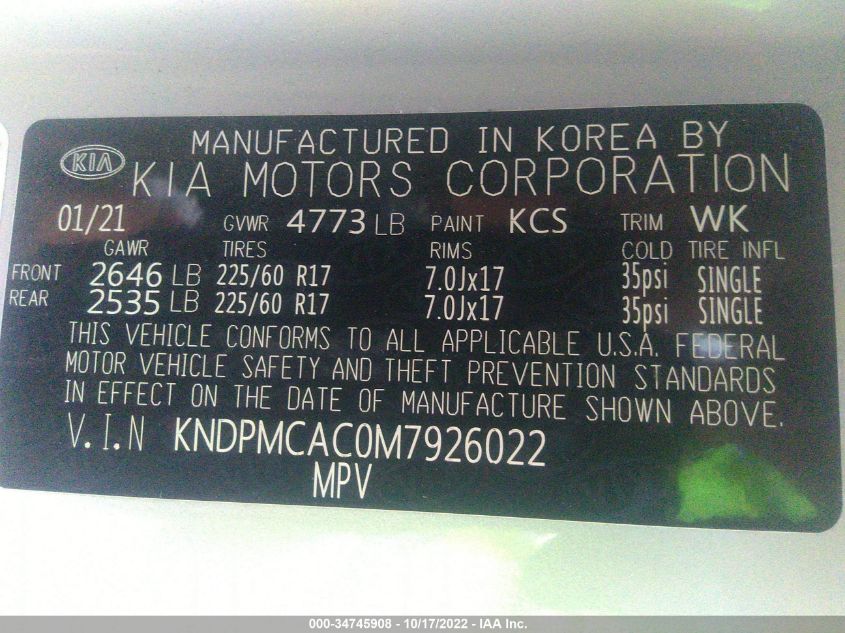 MANUFACTURED IN KOREA BY
KIA KIA MOTORS CORPORATION
01/21 GVWR 4773 LB PAINT KCS TRIM WK
GAWR TIRES RIMS COLD TIRE INFL
FRONT 2646 LB 225/60 R17 7.0Jx17 35psi SINGLE
REAR 2535 LB 225/60 R17 7.0Jx17 35psi SINGLE
THIS VEHICLE CONFORMS TO ALL APPLICABLE U.S.A. FEDERAL
MOTOR VEHICLE SAFETY AND THEFT PREVENTION STANDARDS
IN EFFECT ON THE DATE OF MANUFACTURE SHOWN ABOVE.
V.I.N KNDPMCAC0M7926022
MPV
000-34745908 - 10/17/2022 - IAA Inc.